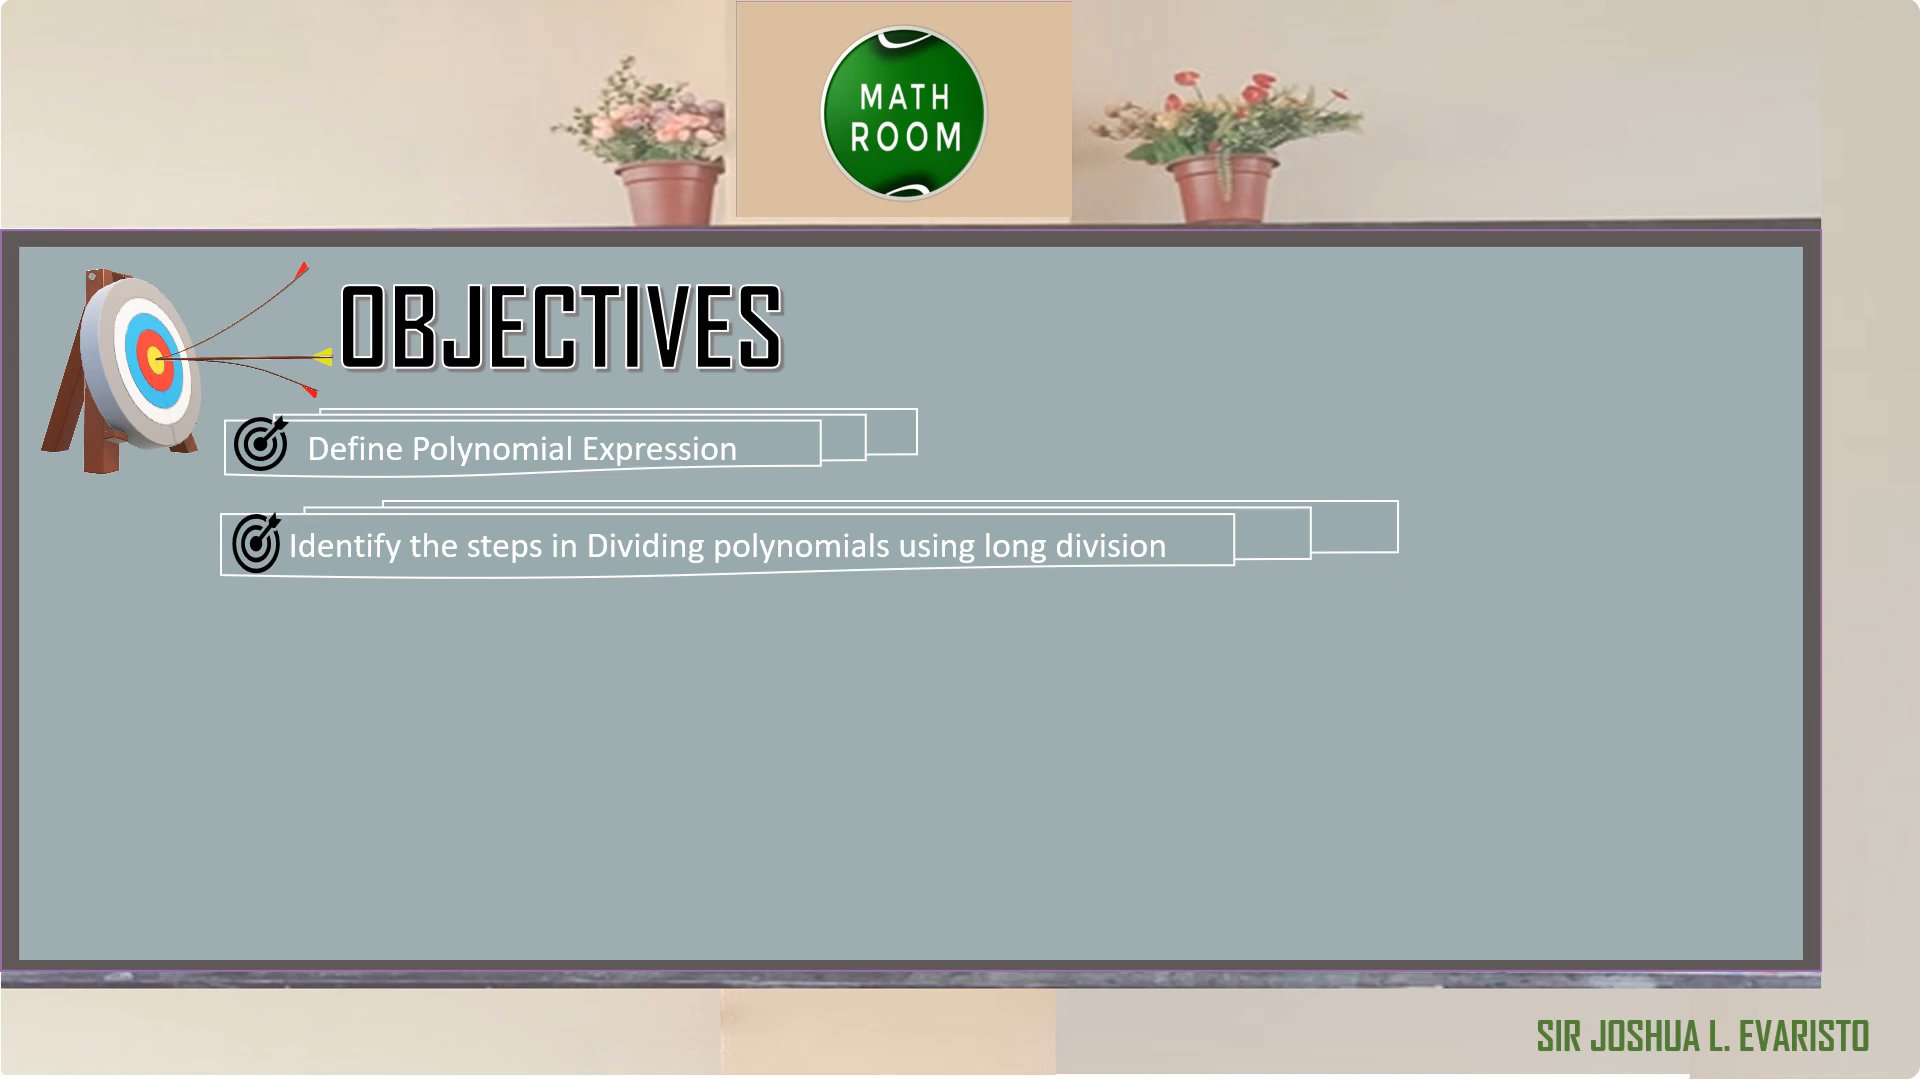 MATH
ROOM
OBJECTIVES
Define Polynomial Expression
Identify the steps in Dividing polynomials using long division
SIR JOSHUA L. EVARISTO